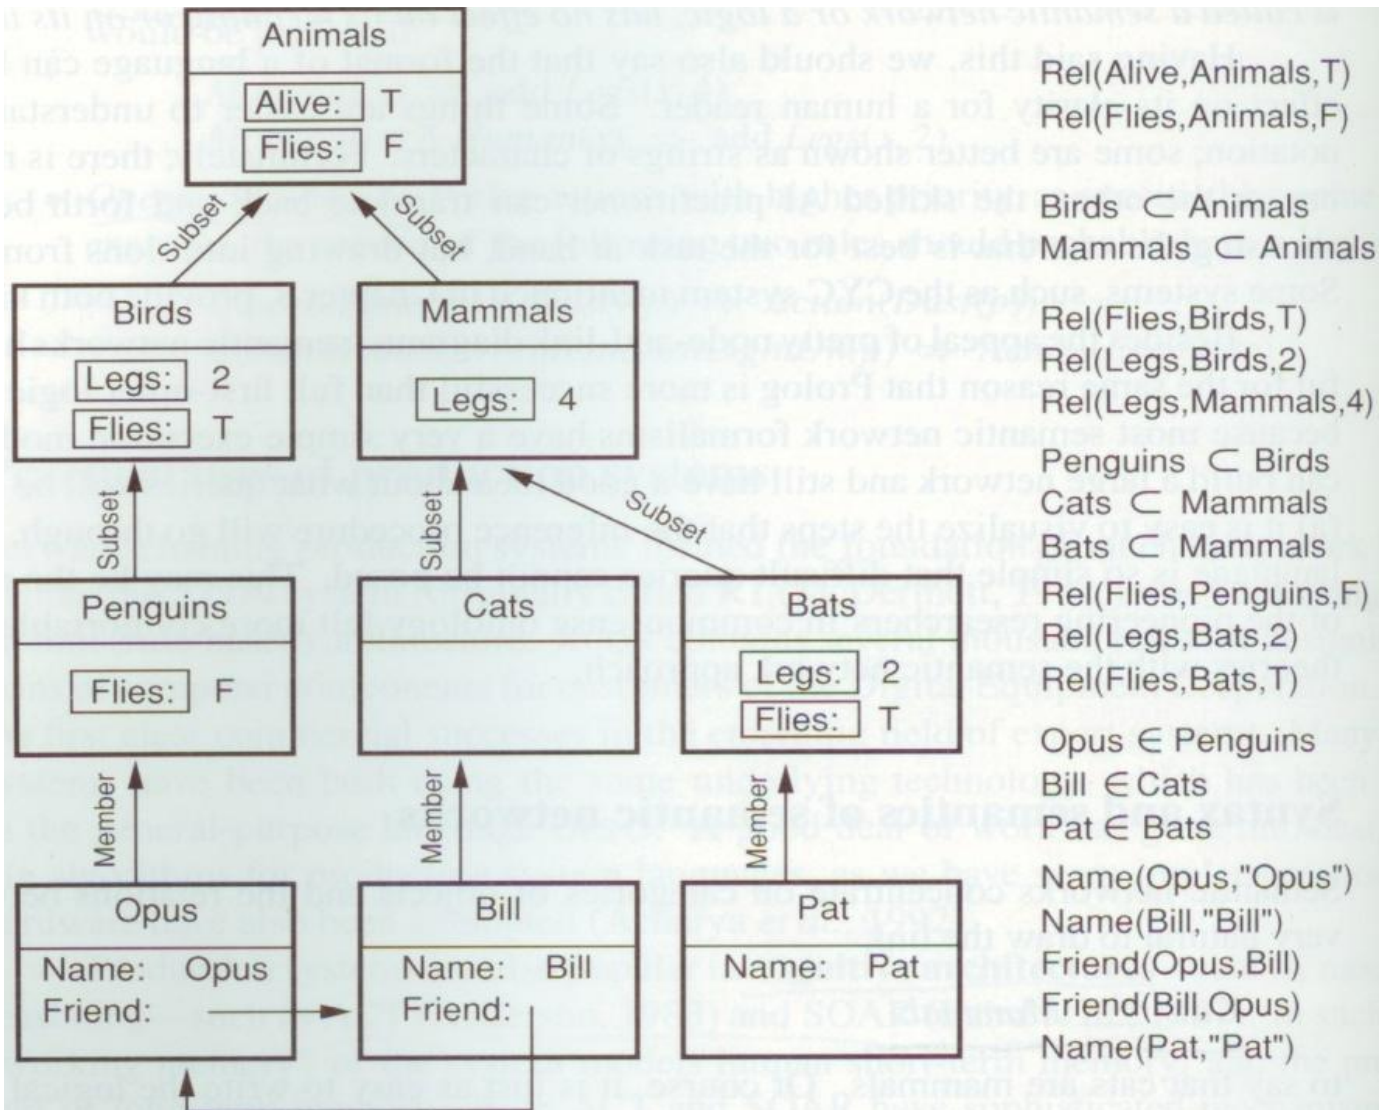 Animals
Alive: T
Flies: F
Subset
Subset
Birds
Legs: 2
Flies: T
Mammals
Legs: 4
Subset
Subset
Subset
Penguins
Flies: F
Cats
Bats
Legs: 2
Flies: T
Member
Member
Member
Opus
Name: Opus
Friend:
Bill
Name: Bill
Friend:
Pat
Name: Pat
Rel(Alive,Animals,T)
Rel(Flies,Animals,F)
Birds ⊂ Animals
Mammals ⊂ Animals
Rel(Flies,Birds,T)
Rel(Legs,Birds,2)
Rel(Legs,Mammals,4)
Penguins ⊂ Birds
Cats ⊂ Mammals
Bats ⊂ Mammals
Rel(Flies,Penguins,F)
Rel(Legs,Bats,2)
Rel(Flies,Bats,T)
Opus ∈ Penguins
Bill ∈ Cats
Pat ∈ Bats
Name(Opus,"Opus")
Name(Bill,"Bill")
Friend(Opus,Bill)
Friend(Bill,Opus)
Name(Pat,"Pat")